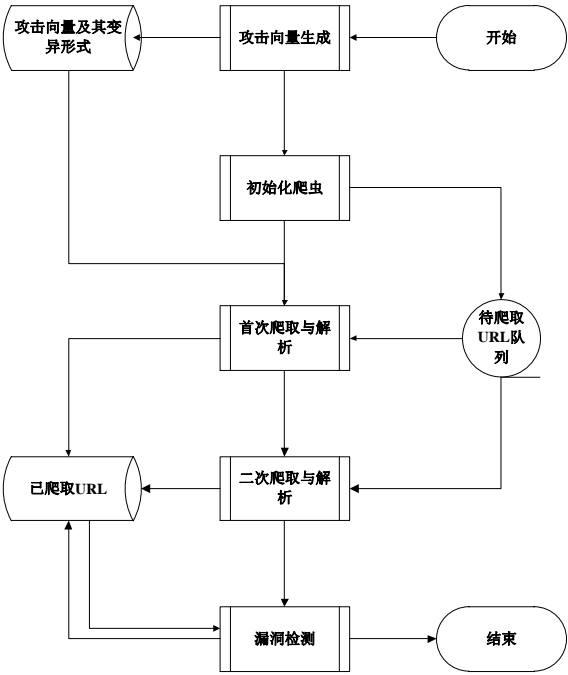 攻击向量及其变
异形式
攻击向量生成
开始
初始化爬虫
首次爬取与解
析
待爬取
URL队
列
已爬取URL
二次爬取与解
析
漏洞检测
结束